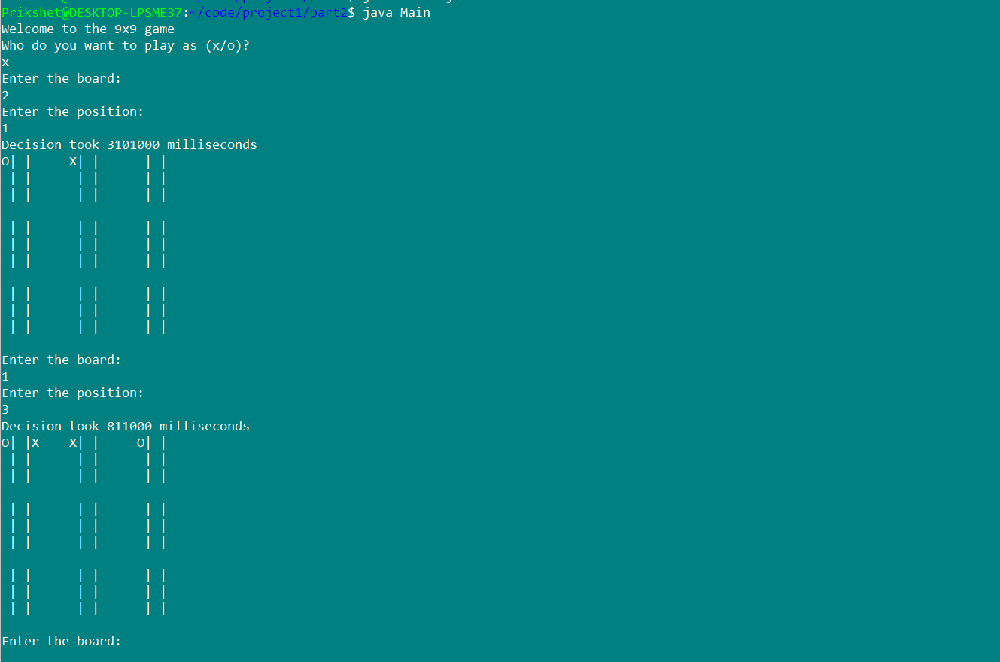 Prikshet@DESKTOP-LPSME37:~/code/project1/part2$ java Main
Welcome to the 9x9 game
Who do you want to play as (x/o)?
x
Enter the board:
2
Enter the position:
1
Decision took 3101000 milliseconds
O| |     X| |      | |
 | |      | |      | |
 | |      | |      | |

 | |      | |      | |
 | |      | |      | |
 | |      | |      | |

 | |      | |      | |
 | |      | |      | |
 | |      | |      | |

Enter the board:
1
Enter the position:
3
Decision took 811000 milliseconds
O| |X    X| |     O| |
 | |      | |      | |
 | |      | |      | |

 | |      | |      | |
 | |      | |      | |
 | |      | |      | |

 | |      | |      | |
 | |      | |      | |
 | |      | |      | |

Enter the board: